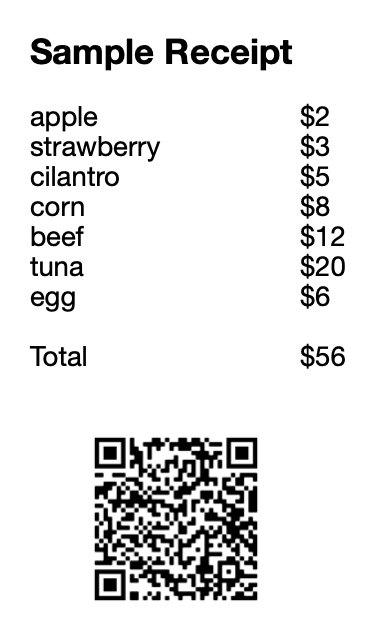 Sample Receipt
apple $2
strawberry $3
cilantro $5
corn $8
beef $12
tuna $20
egg $6
Total $56